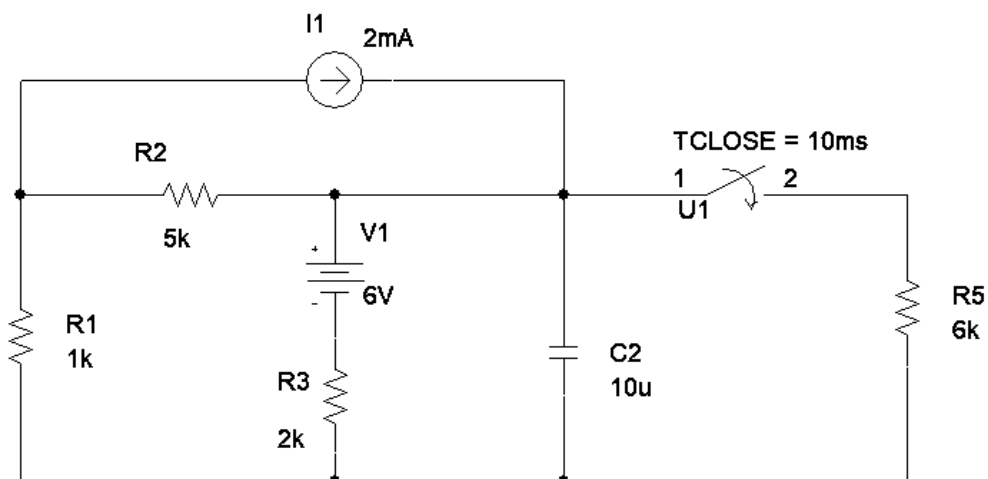 I1
2mA
R2
5k
TCLOSE = 10ms
1
2
U1
V1
+
-
6V
R1
1k
R3
2k
C2
10u
R5
6k